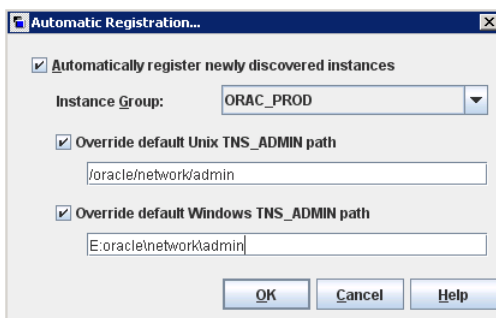 Automatic Registration...
Automatically register newly discovered instances
Instance Group: ORAC_PROD
Override default Unix TNS_ADMIN path
/oracle/network/admin
Override default Windows TNS_ADMIN path
E:oracle\network\admin
OK Cancel Help